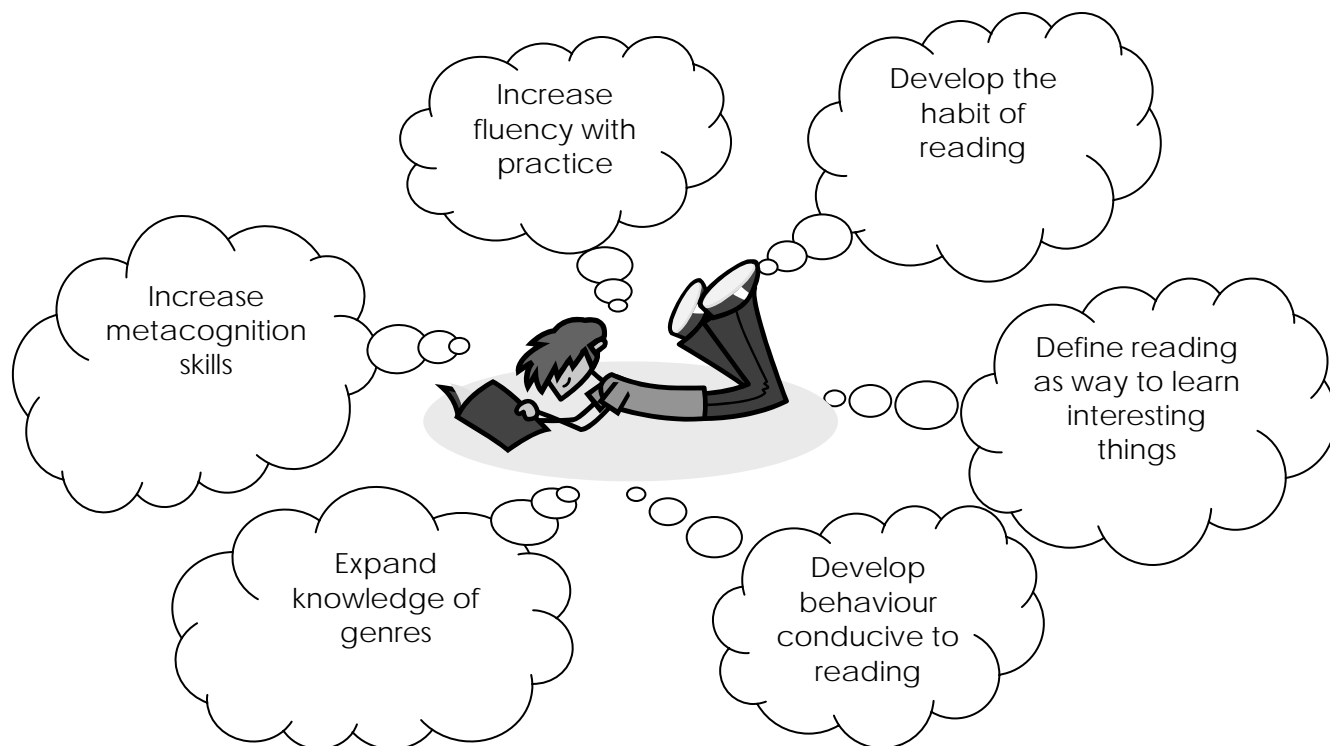 Increase
fluency with
practice
Develop the
habit of
reading
Increase
metacognition
skills
Define reading
as way to learn
interesting
things
Expand
knowledge of
genres
Develop
behaviour
conducive to
reading